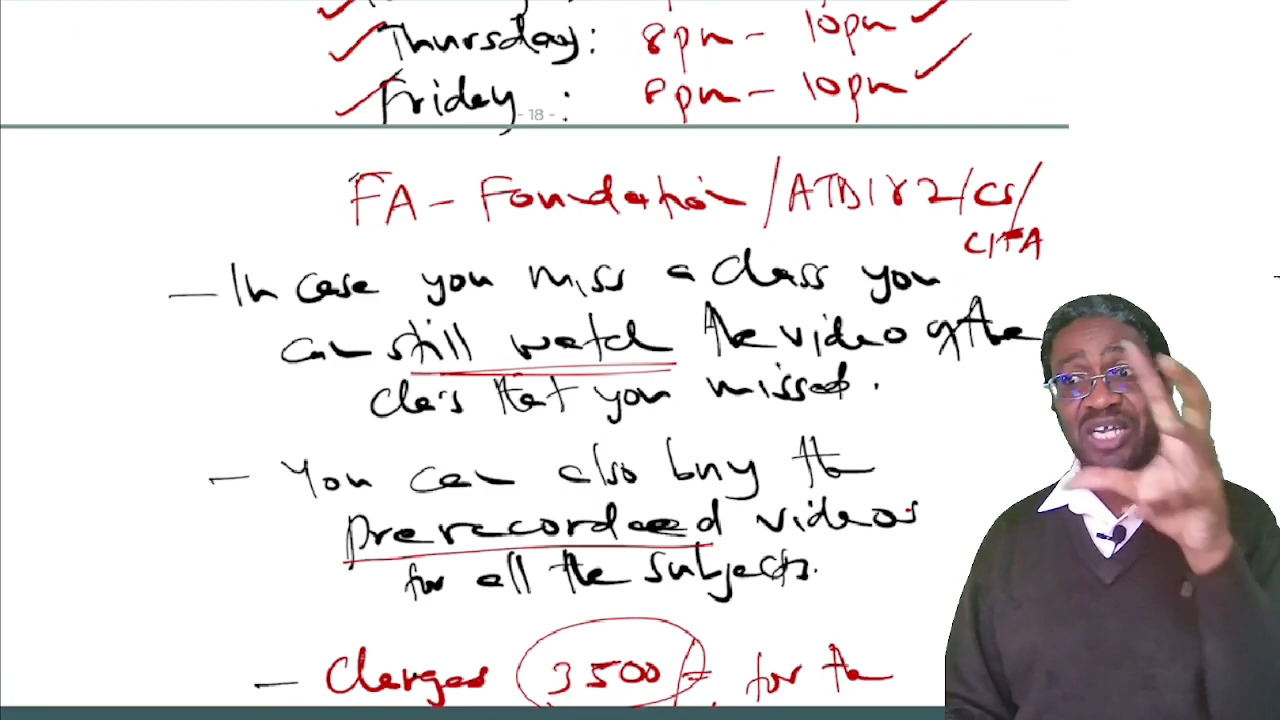 Thursday: 8pm - 10pm
Friday : 8pm - 10pm
- 18 -
FA - Foundation / ATD 1 & 2 / CS /
CIFA
- In case you miss a class you
can still watch the video of the
class that you missed.
- You can also buy the
prerecorded videos
for all the subjects.
- Charges 3500/= for the